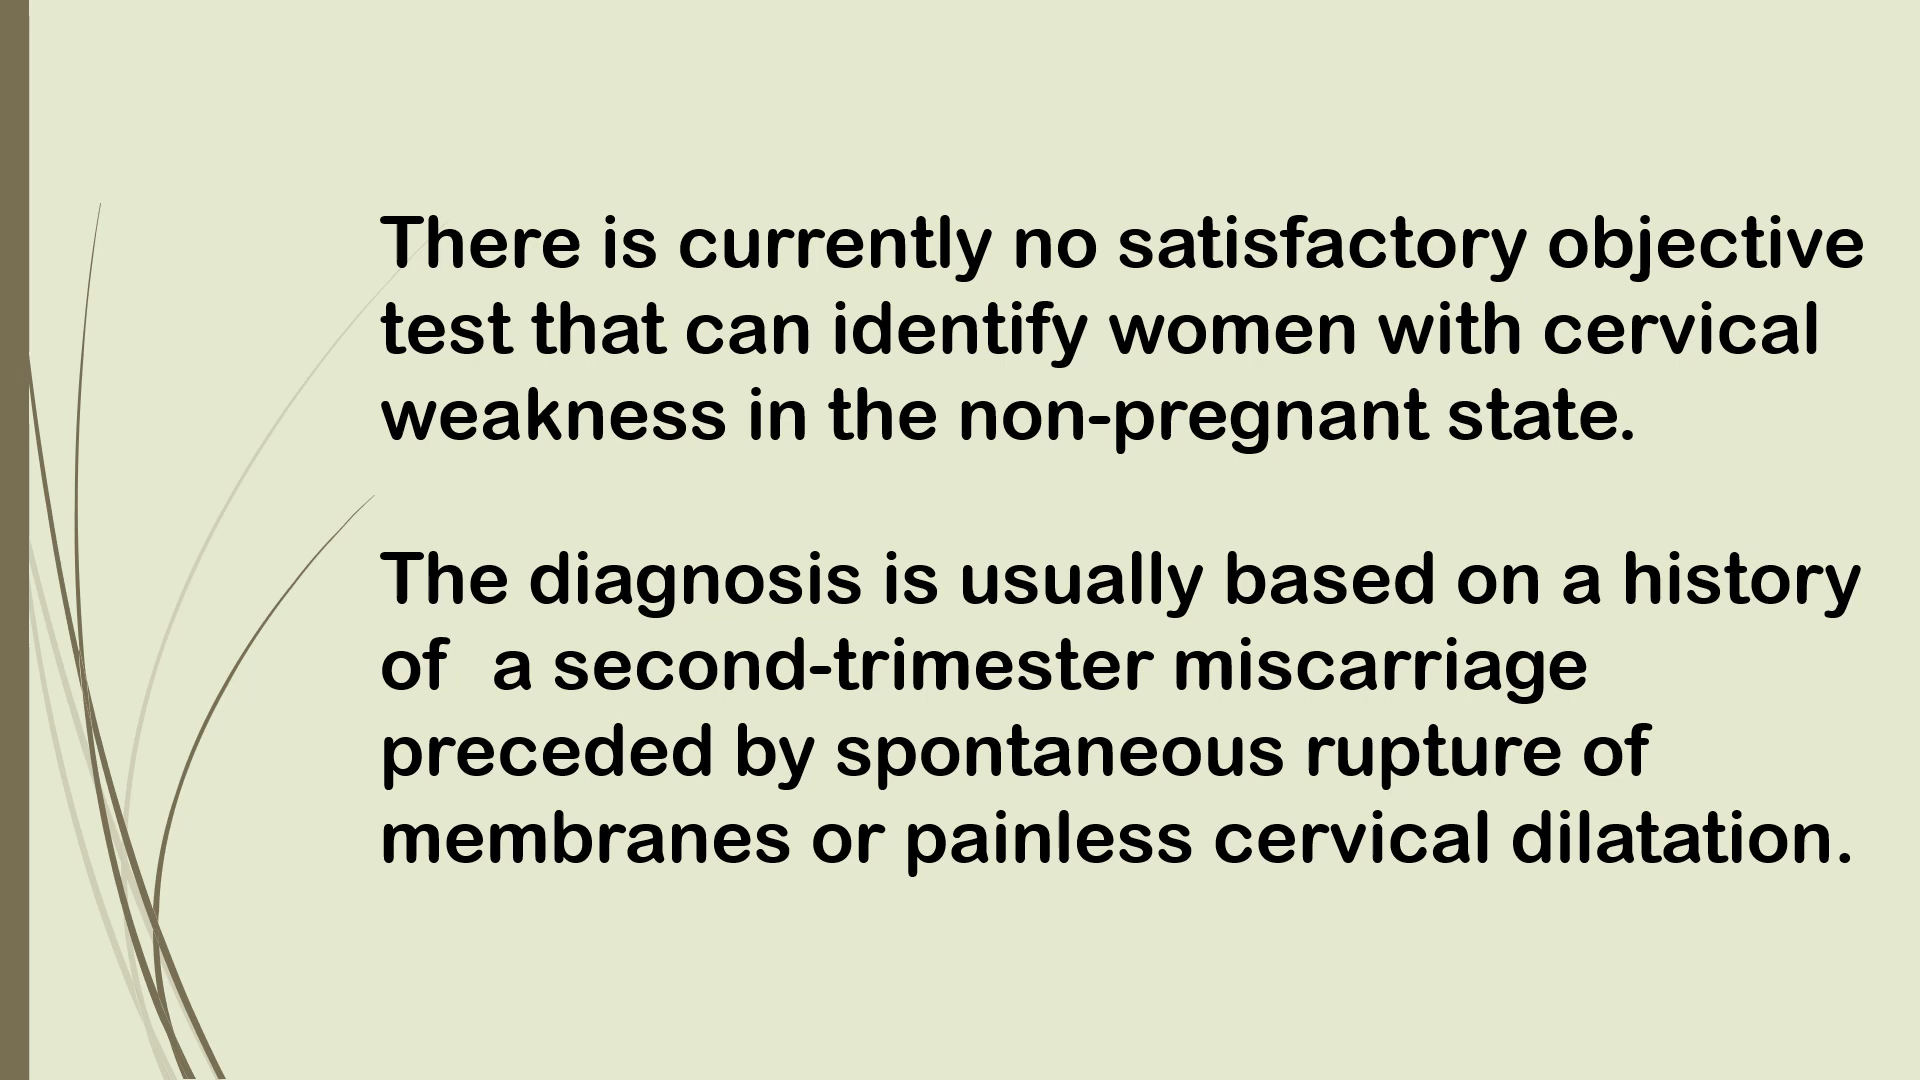 There is currently no satisfactory objective
test that can identify women with cervical
weakness in the non-pregnant state.
The diagnosis is usually based on a history
of  a second-trimester miscarriage
preceded by spontaneous rupture of
membranes or painless cervical dilatation.